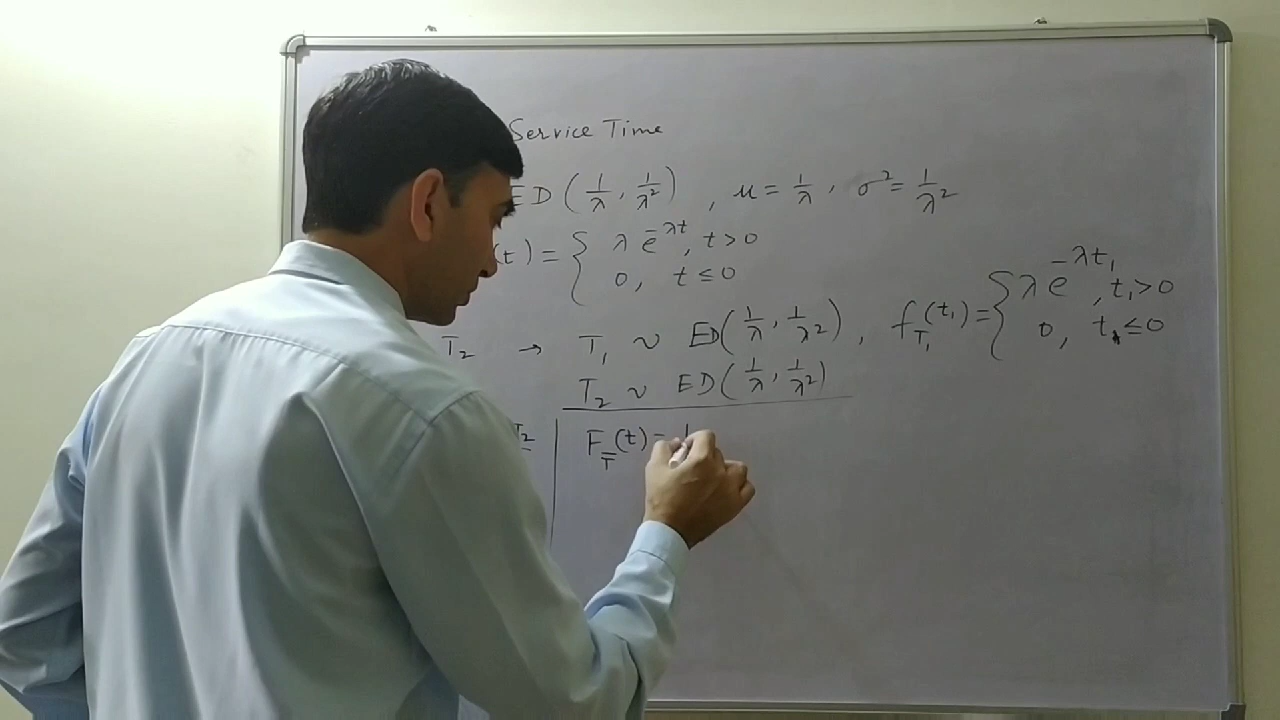 Service Time
ED (1/λ, 1/λ²), μ = 1/λ, σ² = 1/λ²
(t) = { λ e^-λt, t > 0
0, t ≤ 0
T₂ → T₁ ~ ED(1/λ, 1/λ²), f_T₁(t₁) = { λ e^-λt₁, t₁ > 0
0, t₁ ≤ 0
T₂ ~ ED(1/λ, 1/λ²)
T₂ F_T̄(t) =